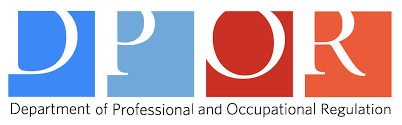 DPOR
Department of Professional and Occupational Regulation